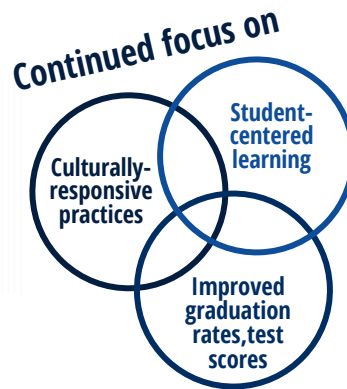 Continued focus on
Student-
centered
learning
Culturally-
responsive
practices
Improved
graduation
rates,test
scores